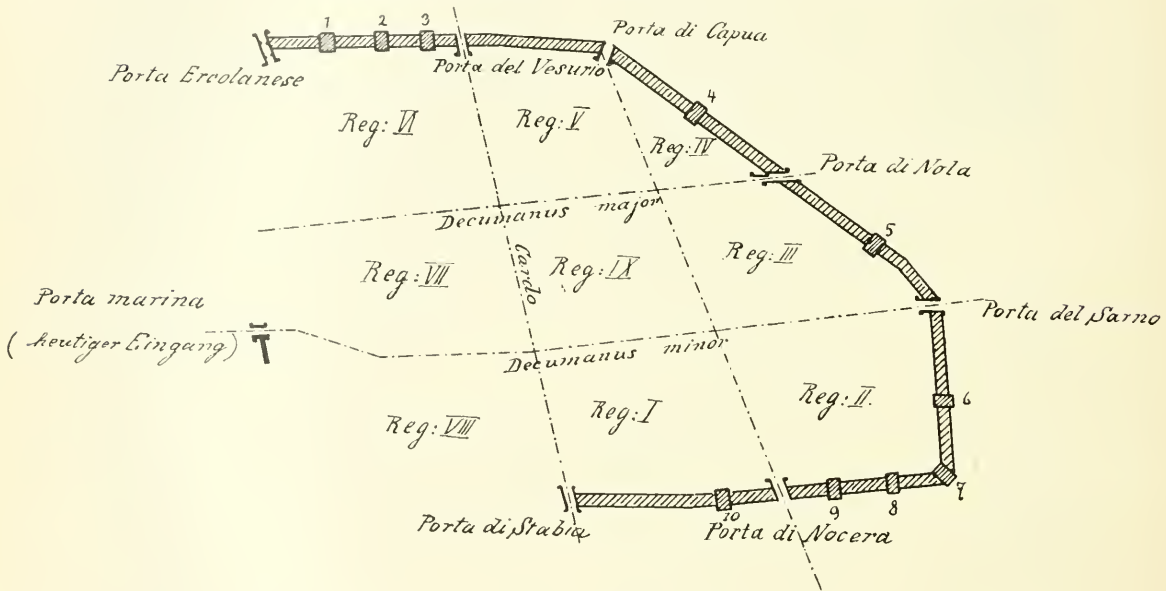 1
2
3
Porta di Capua
Porta Ercolanese
Porta del Vesurio
4
Reg: VI
Reg: V
Reg: IV
Porta di Nola
Decumanus major
5
Reg: VII
Cardo
Reg: IX
Reg: III
Porta marina
( heutiger Eingang)
Porta del Sarno
Decumanus minor
Reg: VIII
Reg: I
Reg: II.
6
7
Porta di Stabia
10
Porta di Nocera
9
8